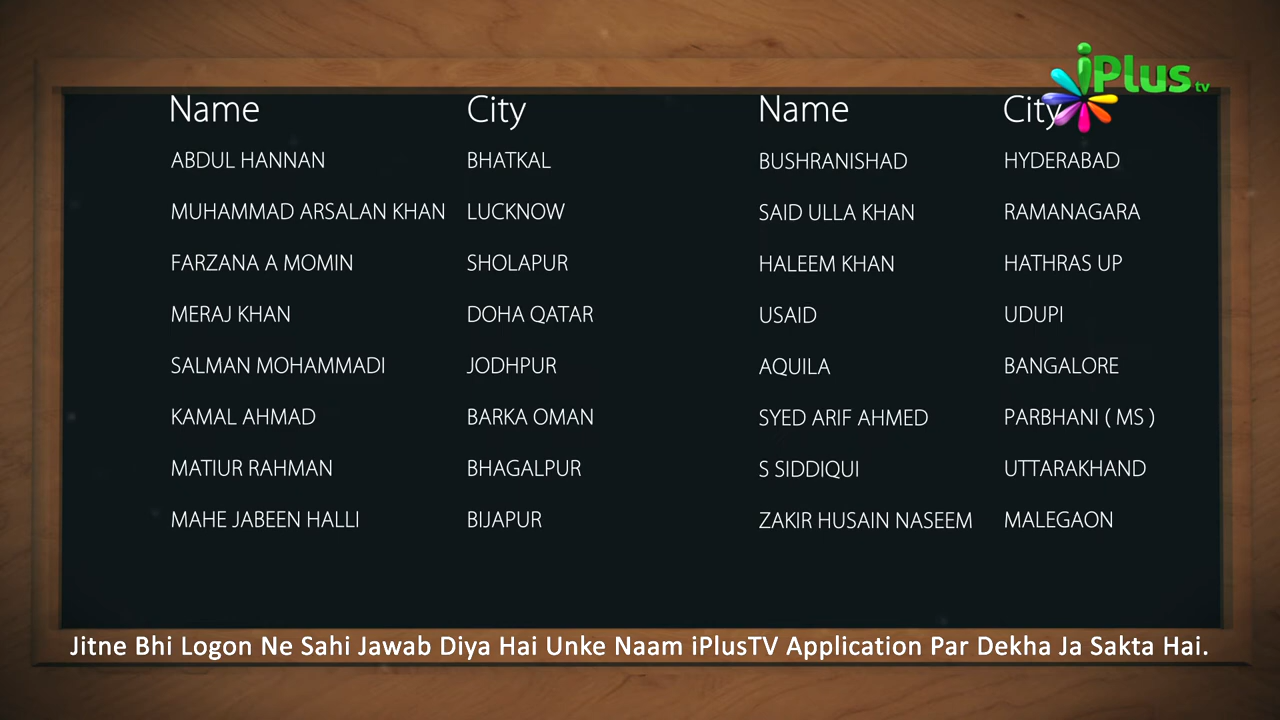 iPlus tv
Name City Name City
ABDUL HANNAN BHATKAL BUSHRANISHAD HYDERABAD
MUHAMMAD ARSALAN KHAN LUCKNOW SAID ULLA KHAN RAMANAGARA
FARZANA A MOMIN SHOLAPUR HALEEM KHAN HATHRAS UP
MERAJ KHAN DOHA QATAR USAID UDUPI
SALMAN MOHAMMADI JODHPUR AQUILA BANGALORE
KAMAL AHMAD BARKA OMAN SYED ARIF AHMED PARBHANI ( MS )
MATIUR RAHMAN BHAGALPUR S SIDDIQUI UTTARAKHAND
MAHE JABEEN HALLI BIJAPUR ZAKIR HUSAIN NASEEM MALEGAON
Jitne Bhi Logon Ne Sahi Jawab Diya Hai Unke Naam iPlusTV Application Par Dekha Ja Sakta Hai.